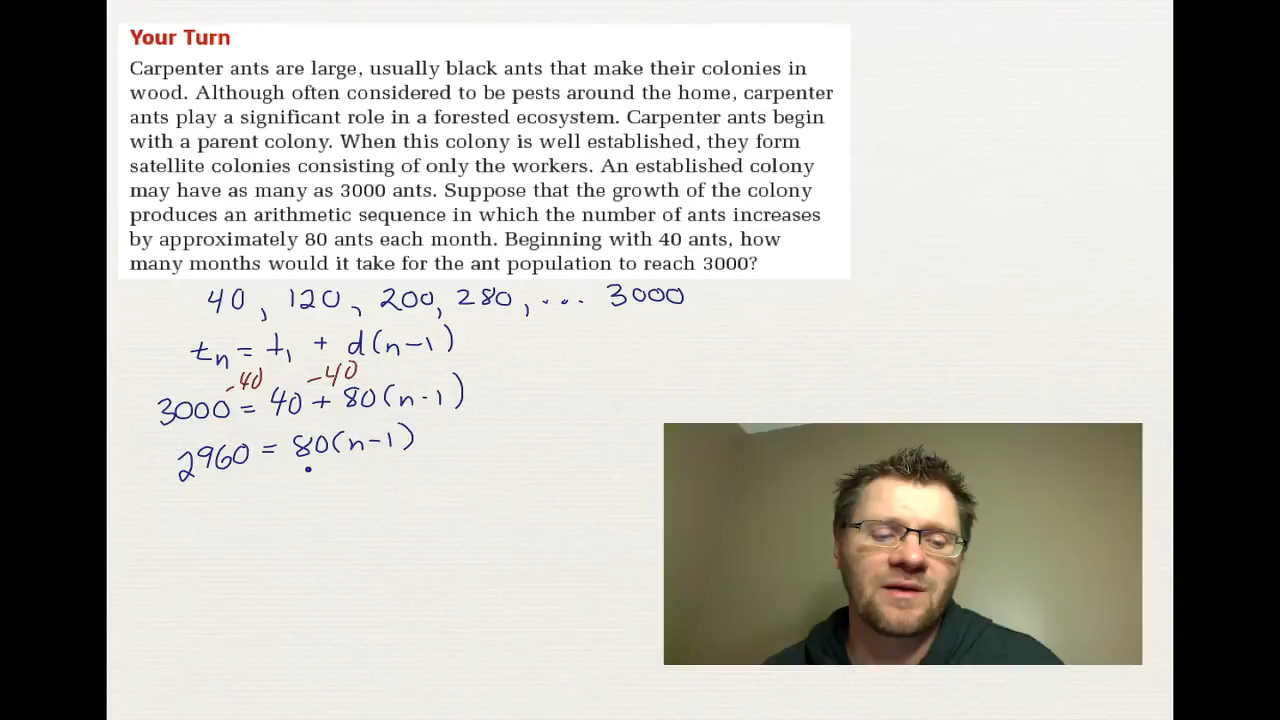 Your Turn
Carpenter ants are large, usually black ants that make their colonies in
wood. Although often considered to be pests around the home, carpenter
ants play a significant role in a forested ecosystem. Carpenter ants begin
with a parent colony. When this colony is well established, they form
satellite colonies consisting of only the workers. An established colony
may have as many as 3000 ants. Suppose that the growth of the colony
produces an arithmetic sequence in which the number of ants increases
by approximately 80 ants each month. Beginning with 40 ants, how
many months would it take for the ant population to reach 3000?
40, 120, 200, 280, ... 3000
tₙ = t₁ + d(n-1)
-40 -40
3000 = 40 + 80(n-1)
2960 = 80(n-1)